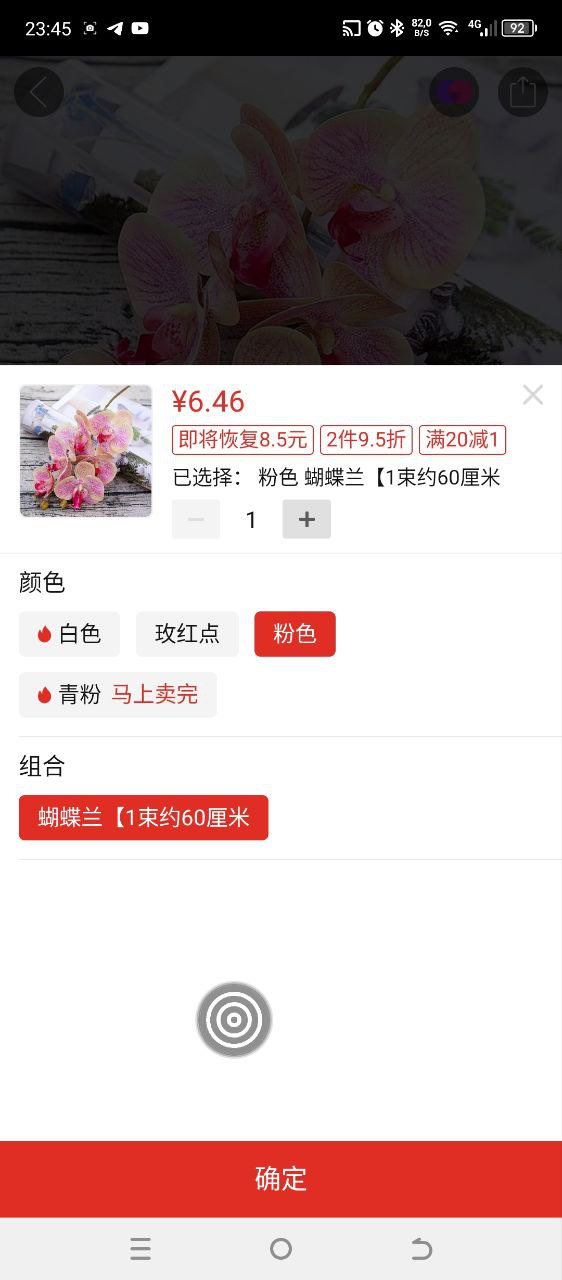 23:45
82,0
B/S
4G
92
¥6.46
即将恢复8.5元 2件9.5折 满20减1
已选择： 粉色 蝴蝶兰【1束约60厘米
1
颜色
白色 玫红点 粉色
青粉 马上卖完
组合
蝴蝶兰【1束约60厘米
确定